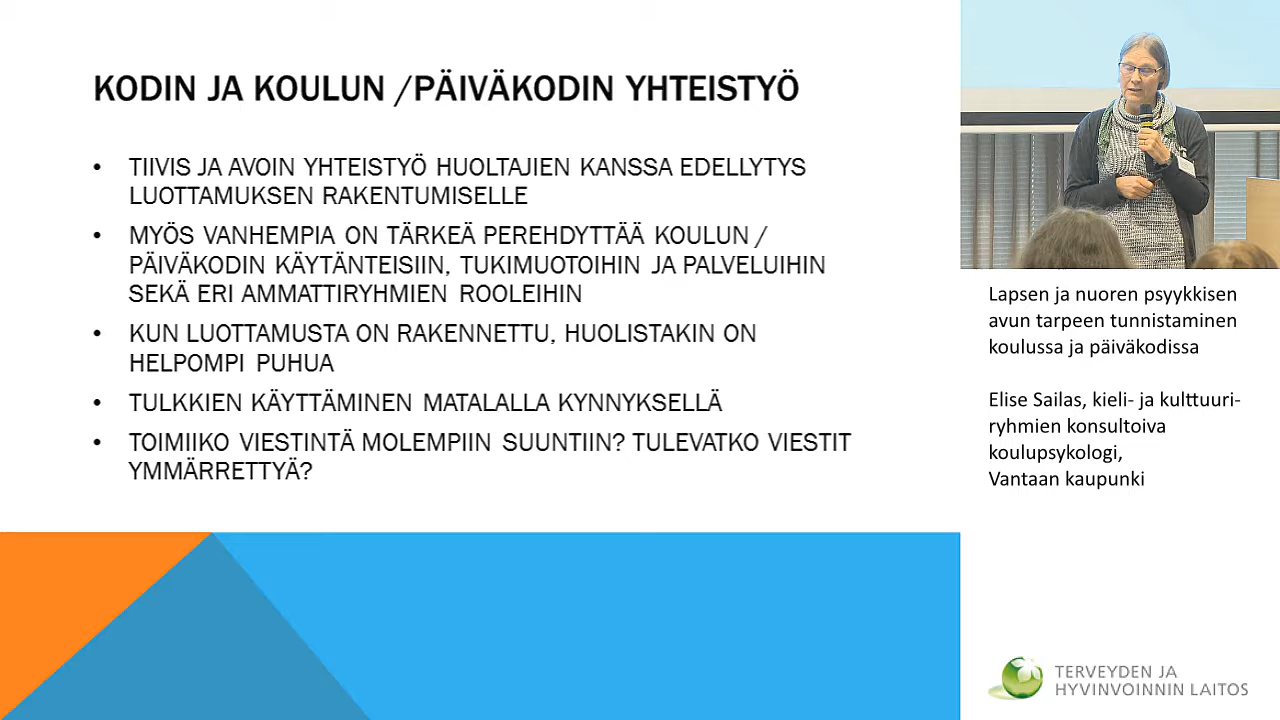 KODIN JA KOULUN /PÄIVÄKODIN YHTEISTYÖ
• TIIVIS JA AVOIN YHTEISTYÖ HUOLTAJIEN KANSSA EDELLYTYS
LUOTTAMUKSEN RAKENTUMISELLE
• MYÖS VANHEMPIA ON TÄRKEÄ PEREHDYTTÄÄ KOULUN /
PÄIVÄKODIN KÄYTÄNTEISIIN, TUKIMUOTOIHIN JA PALVELUIHIN
SEKÄ ERI AMMATTIRYHMIEN ROOLEIHIN
• KUN LUOTTAMUSTA ON RAKENNETTU, HUOLISTAKIN ON
HELPOMPI PUHUA
• TULKKIEN KÄYTTÄMINEN MATALALLA KYNNYKSELLÄ
• TOIMIIKO VIESTINTÄ MOLEMPIIN SUUNTIIN? TULEVATKO VIESTIT
YMMÄRRETTYÄ?
Lapsen ja nuoren psyykkisen
avun tarpeen tunnistaminen
koulussa ja päiväkodissa
Elise Sailas, kieli- ja kulttuuri-
ryhmien konsultoiva
koulupsykologi,
Vantaan kaupunki
TERVEYDEN JA
HYVINVOINNIN LAITOS